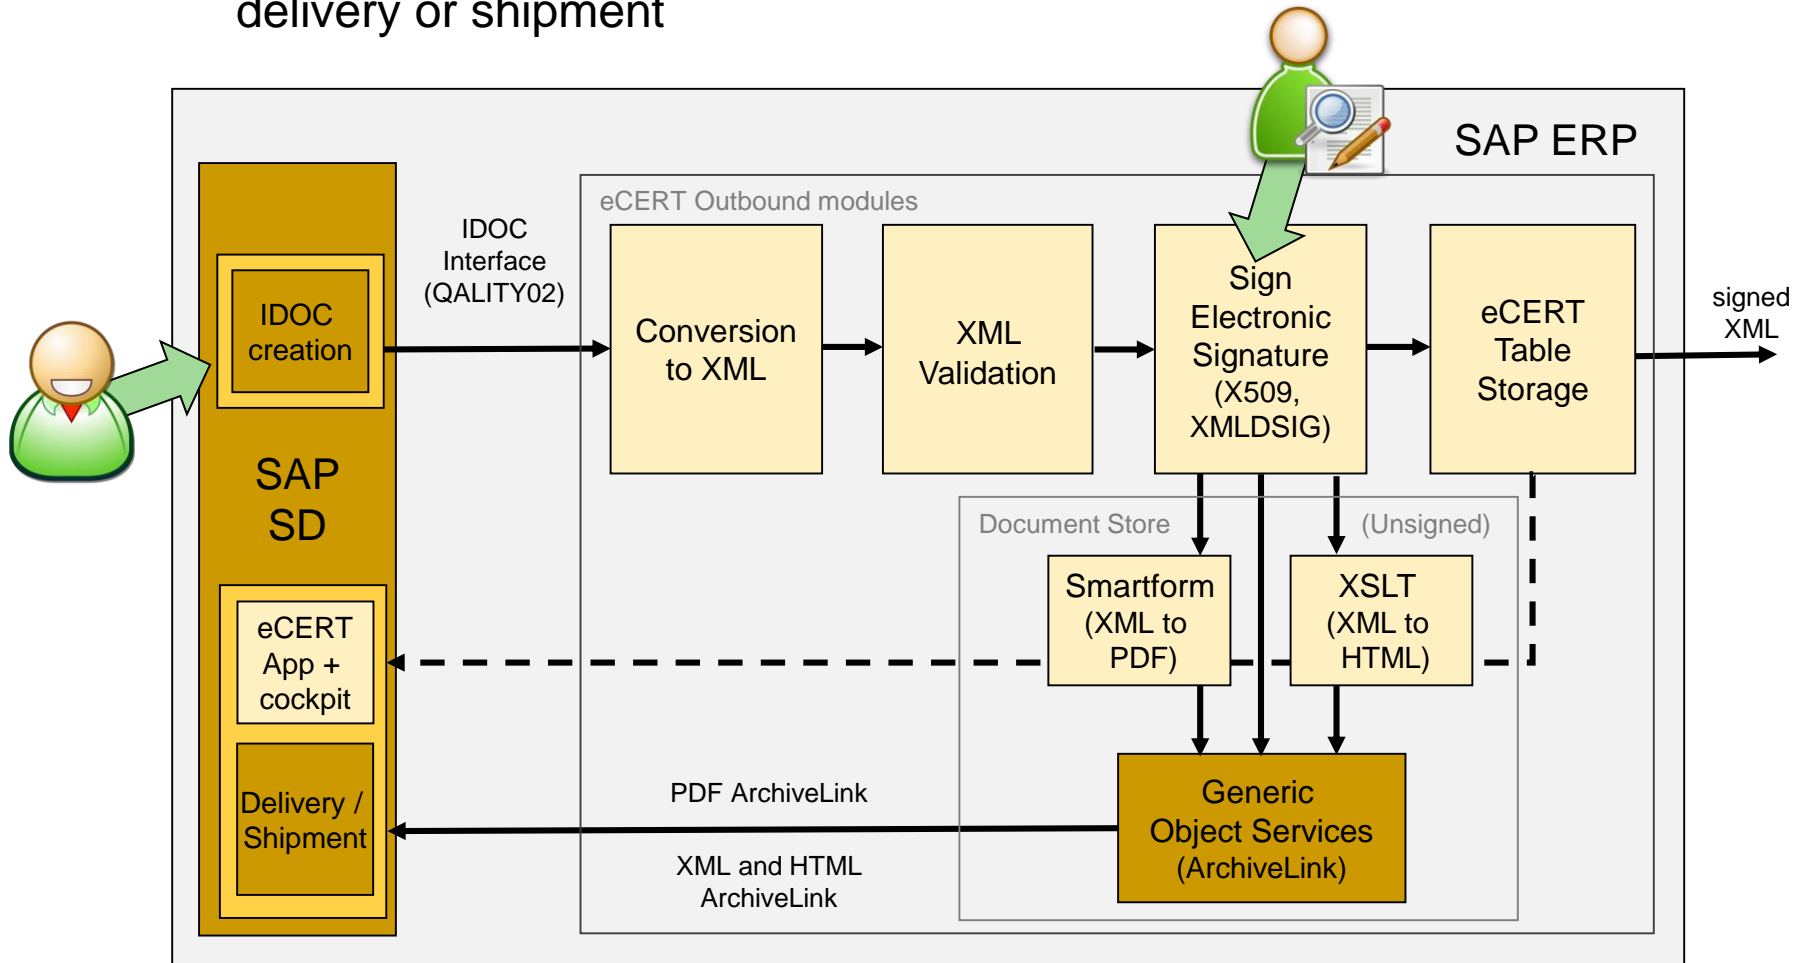 delivery or shipment
SAP ERP
eCERT Outbound modules
IDOC
Interface
(QALITY02)
IDOC
creation
Conversion
to XML
XML
Validation
Sign
Electronic
Signature
(X509,
XMLDSIG)
eCERT
Table
Storage
signed
XML
SAP
SD
Document Store
(Unsigned)
Smartform
(XML to
PDF)
XSLT
(XML to
HTML)
eCERT
App +
cockpit
Delivery /
Shipment
PDF ArchiveLink
XML and HTML
ArchiveLink
Generic
Object Services
(ArchiveLink)